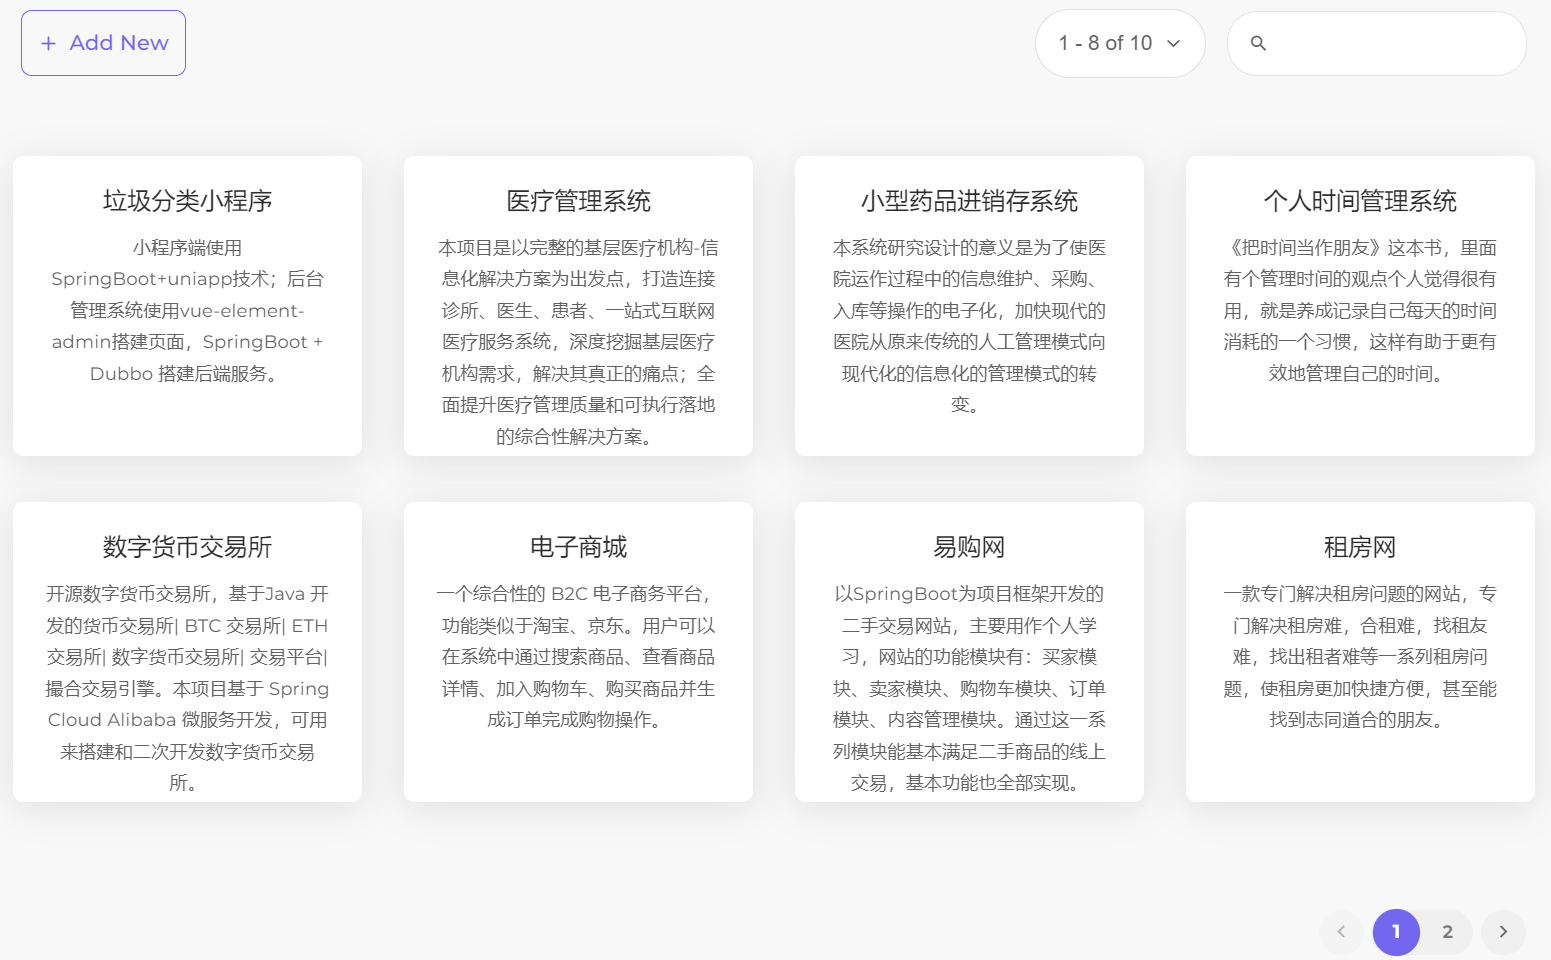 Add New
1 - 8 of 10
垃圾分类小程序
小程序端使用
SpringBoot+uniapp技术；后台
管理系统使用vue-element-
admin搭建页面，SpringBoot +
Dubbo 搭建后端服务。
医疗管理系统
本项目是以完整的基层医疗机构-信
息化解决方案为出发点，打造连接
诊所、医生、患者、一站式互联网
医疗服务系统，深度挖掘基层医疗
机构需求，解决其真正的痛点；全
面提升医疗管理质量和可执行落地
的综合性解决方案。
小型药品进销存系统
本系统研究设计的意义是为了使医
院运作过程中的信息维护、采购、
入库等操作的电子化，加快现代的
医院从原来传统的人工管理模式向
现代化的信息化的管理模式的转
变。
个人时间管理系统
《把时间当作朋友》这本书，里面
有个管理时间的观点个人觉得很有
用，就是养成记录自己每天的时间
消耗的一个习惯，这样有助于更有
效地管理自己的时间。
数字货币交易所
开源数字货币交易所，基于Java 开
发的货币交易所| BTC 交易所| ETH
交易所| 数字货币交易所| 交易平台|
撮合交易引擎。本项目基于 Spring
Cloud Alibaba 微服务开发，可用
来搭建和二次开发数字货币交易
所。
电子商城
一个综合性的 B2C 电子商务平台，
功能类似于淘宝、京东。用户可以
在系统中通过搜索商品、查看商品
详情、加入购物车、购买商品并生
成订单完成购物操作。
易购网
以SpringBoot为项目框架开发的
二手交易网站，主要用作个人学
习，网站的功能模块有：买家模
块、卖家模块、购物车模块、订单
模块、内容管理模块。通过这一系
列模块能基本满足二手商品的线上
交易，基本功能也全部实现。
租房网
一款专门解决租房问题的网站，专
门解决租房难，合租难，找租友
难，找出租者难等一系列租房问
题，使租房更加快捷方便，甚至能
找到志同道合的朋友。
1 2